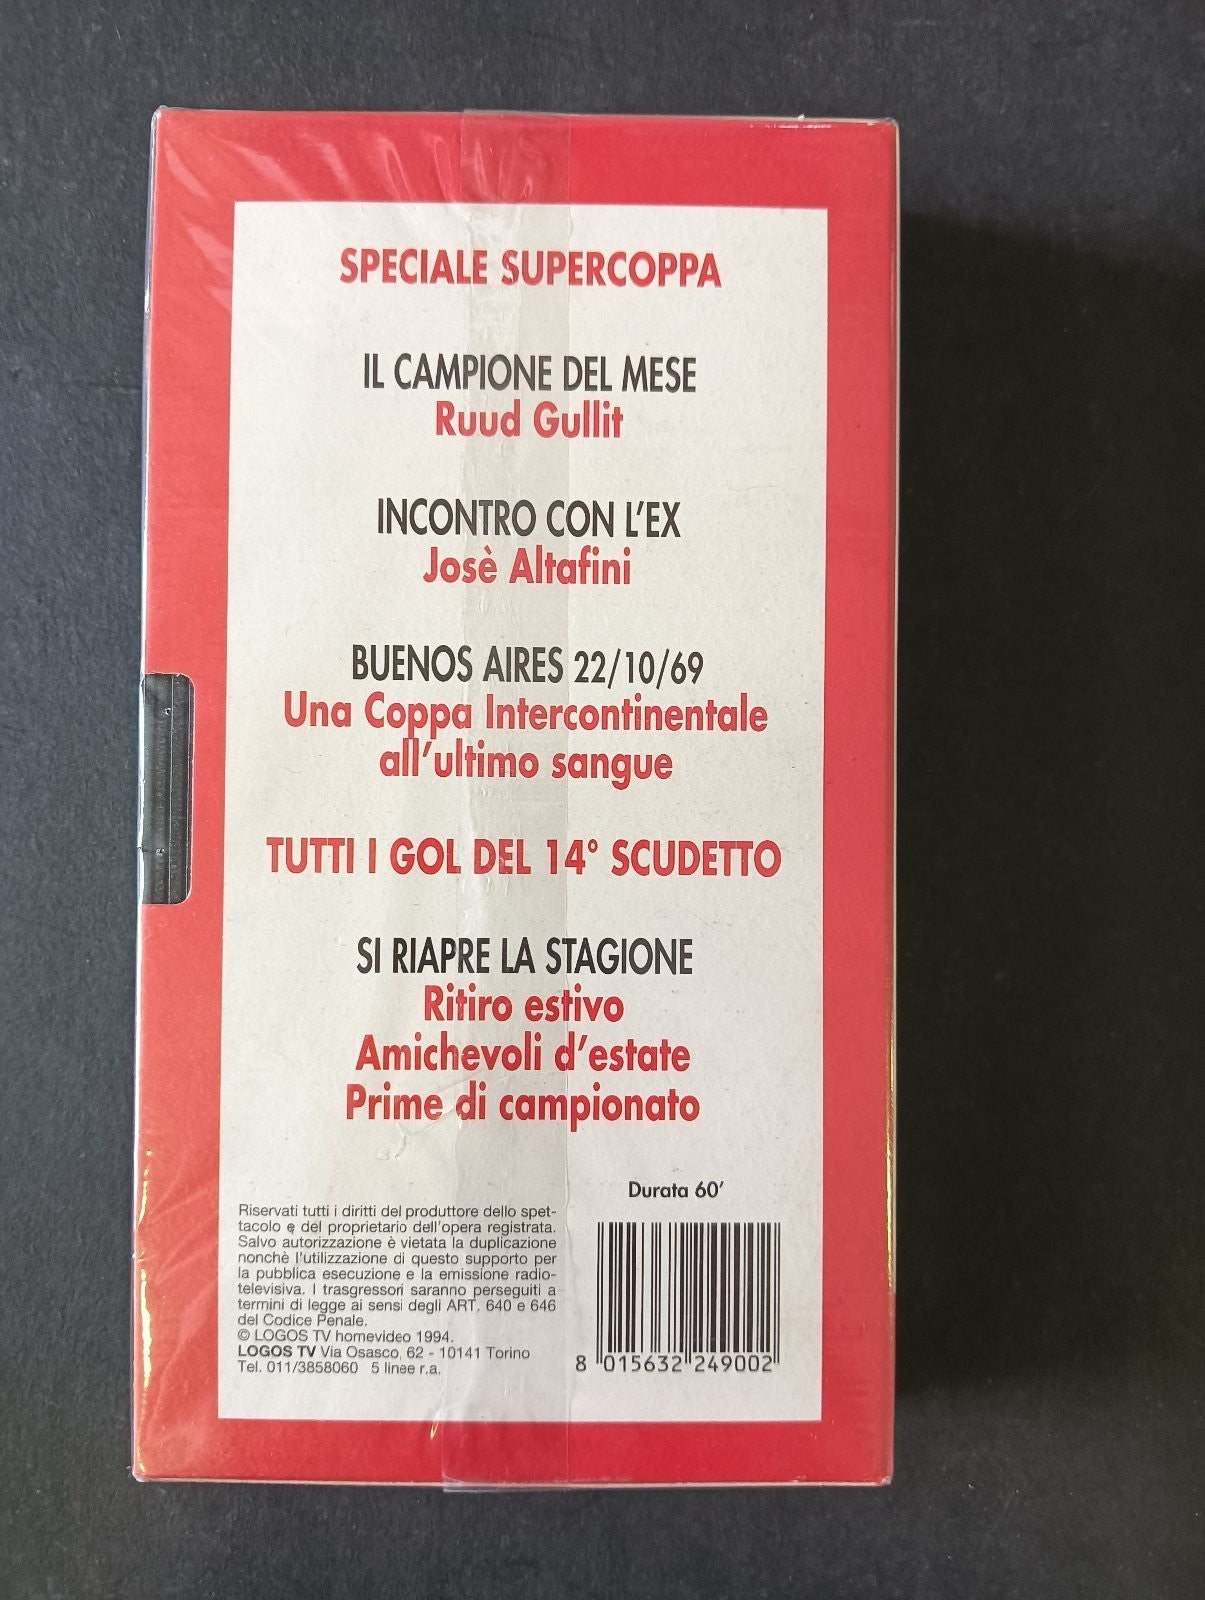 SPECIALE SUPERCOPPA
IL CAMPIONE DEL MESE
Ruud Gullit
INCONTRO CON L'EX
Josè Altafini
BUENOS AIRES 22/10/69
Una Coppa Intercontinentale
all'ultimo sangue
TUTTI I GOL DEL 14° SCUDETTO
SI RIAPRE LA STAGIONE
Ritiro estivo
Amichevoli d'estate
Prime di campionato
Durata 60'
Riservati tutti i diritti del produttore dello spet-
tacolo e del proprietario dell'opera registrata.
Salvo autorizzazione è vietata la duplicazione
nonchè l'utilizzazione di questo supporto per
la pubblica esecuzione e la emissione radio-
televisiva. I trasgressori saranno perseguiti a
termini di legge ai sensi degli ART. 640 e 646
del Codice Penale.
© LOGOS TV homevideo 1994.
LOGOS TV Via Osasco, 62 - 10141 Torino
Tel. 011/3858060 5 linee r.a.
8 015632 249002